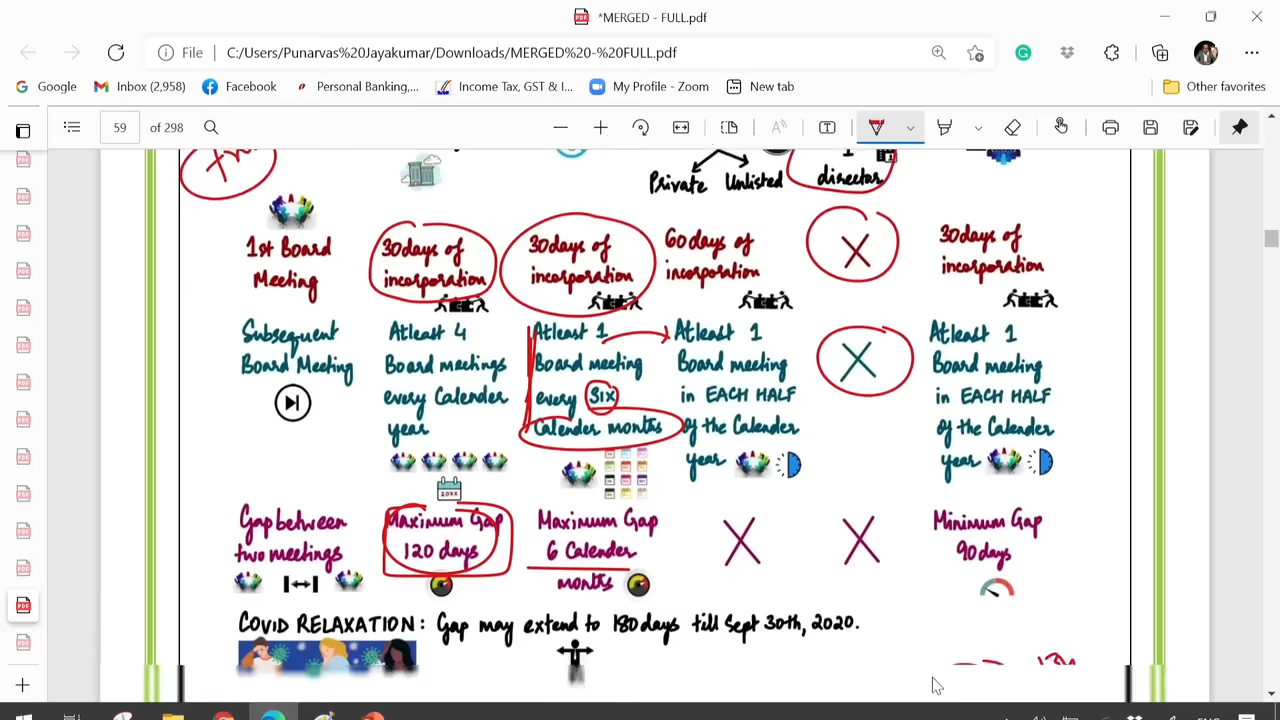 *MERGED - FULL.pdf
File
C:/Users/Punarvas%20Jayakumar/Downloads/MERGED%20-%20FULL.pdf
Google
Inbox (2,958)
Facebook
Personal Banking,...
Income Tax, GST & I...
My Profile - Zoom
New tab
Other favorites
59 of 298
Private Unlisted
1
director
1st Board
Meeting
30days of
incorporation
30days of
incorporation
60days of
incorporation
X
30days of
incorporation
Subsequent
Board Meeting
Atleast 4
Board meetings
every Calender
year
Atleast 1
Board meeting
every Six
Calender months
Atleast 1
Board meeting
in EACH HALF
of the Calender
year
X
Atleast 1
Board meeting
in EACH HALF
of the Calender
year
20XX
Gap between
two meetings
Maximum Gap
120 days
Maximum Gap
6 Calender
months
X
X
Minimum Gap
90days
COVID RELAXATION: Gap may extend to 180days till Sept 30th, 2020.